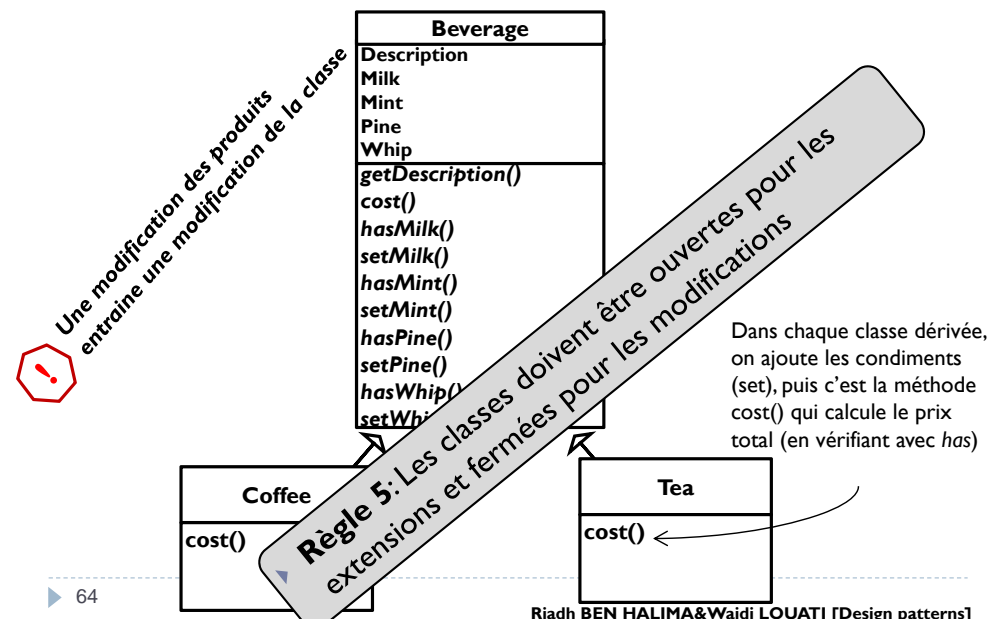 Beverage
Description
Milk
Mint
Pine
Whip
getDescription()
cost()
hasMilk()
setMilk()
hasMint()
setMint()
hasPine()
setPine()
hasWhip()
setWhi
Une modification des produits
entraine une modification de la classe
!
Règle 5: Les classes doivent être ouvertes pour les
extensions et fermées pour les modifications
Dans chaque classe dérivée,
on ajoute les condiments
(set), puis c'est la méthode
cost() qui calcule le prix
total (en vérifiant avec has)
Coffee
cost()
Tea
cost()
64
Riadh BEN HALIMA&Wajdi LOUATI [Design patterns]